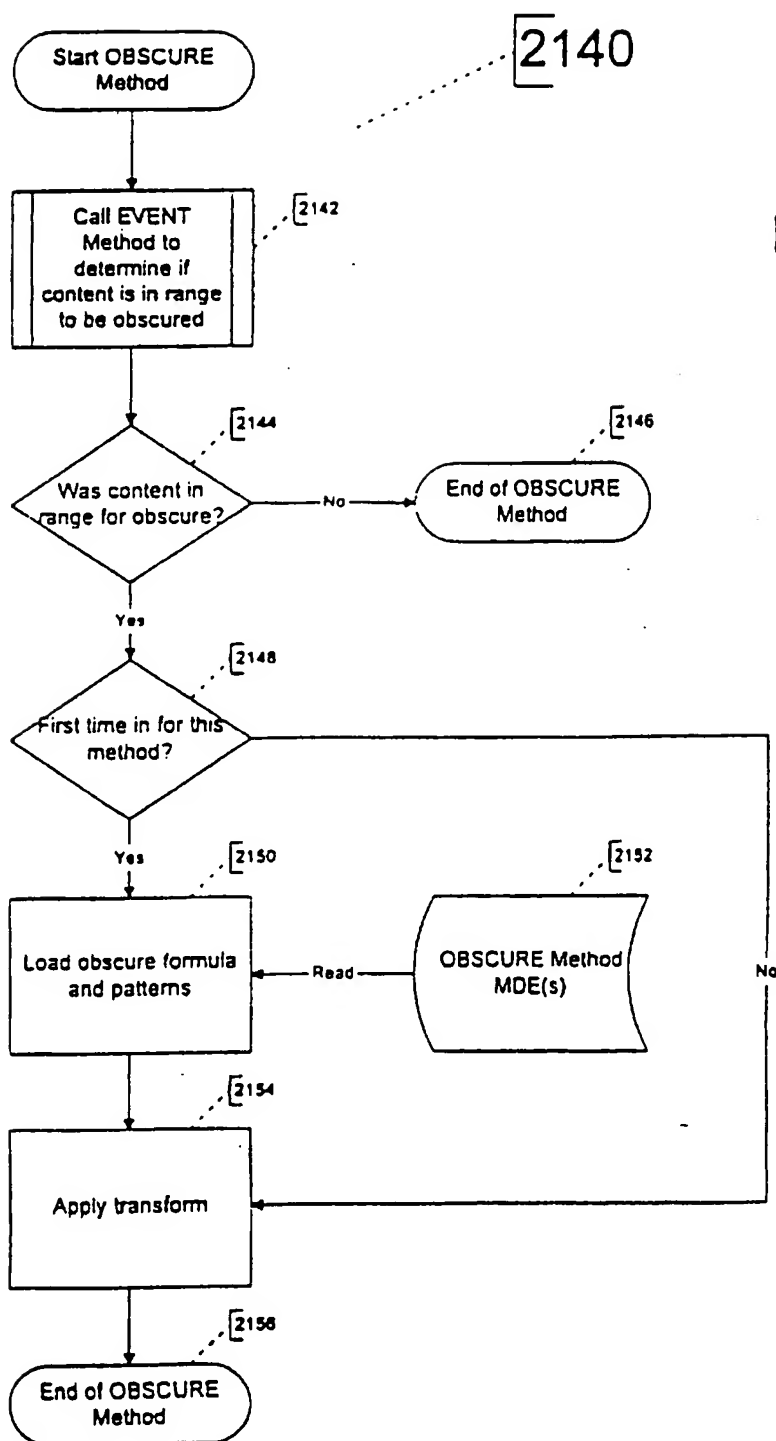 2140
Start OBSCURE
Method
2142
Call EVENT
Method to
determine if
content is in range
to be obscured
2144
Was content in
range for obscure?
No
2146
End of OBSCURE
Method
Yes
2148
First time in for this
method?
Yes
No
2150
Load obscure formula
and patterns
Read
2152
OBSCURE Method
MDE(s)
2154
Apply transform
2156
End of OBSCURE
Method